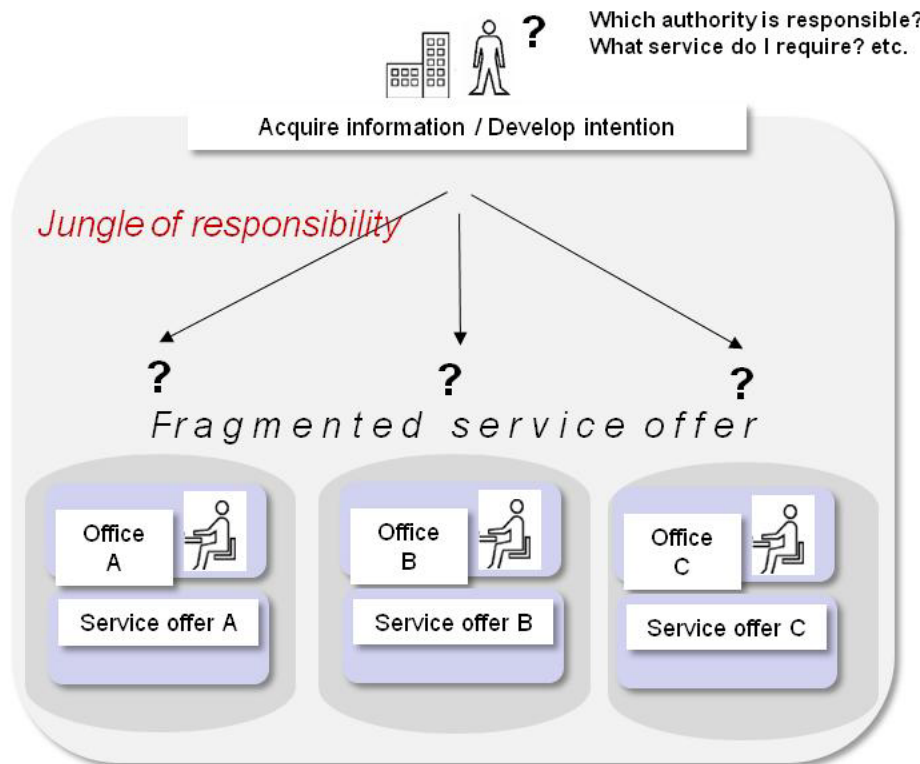 ?
Which authority is responsible?
What service do I require? etc.
Acquire information / Develop intention
Jungle of responsibility
? ? ?
Fragmented service offer
Office
A
Office
B
Office
C
Service offer A
Service offer B
Service offer C